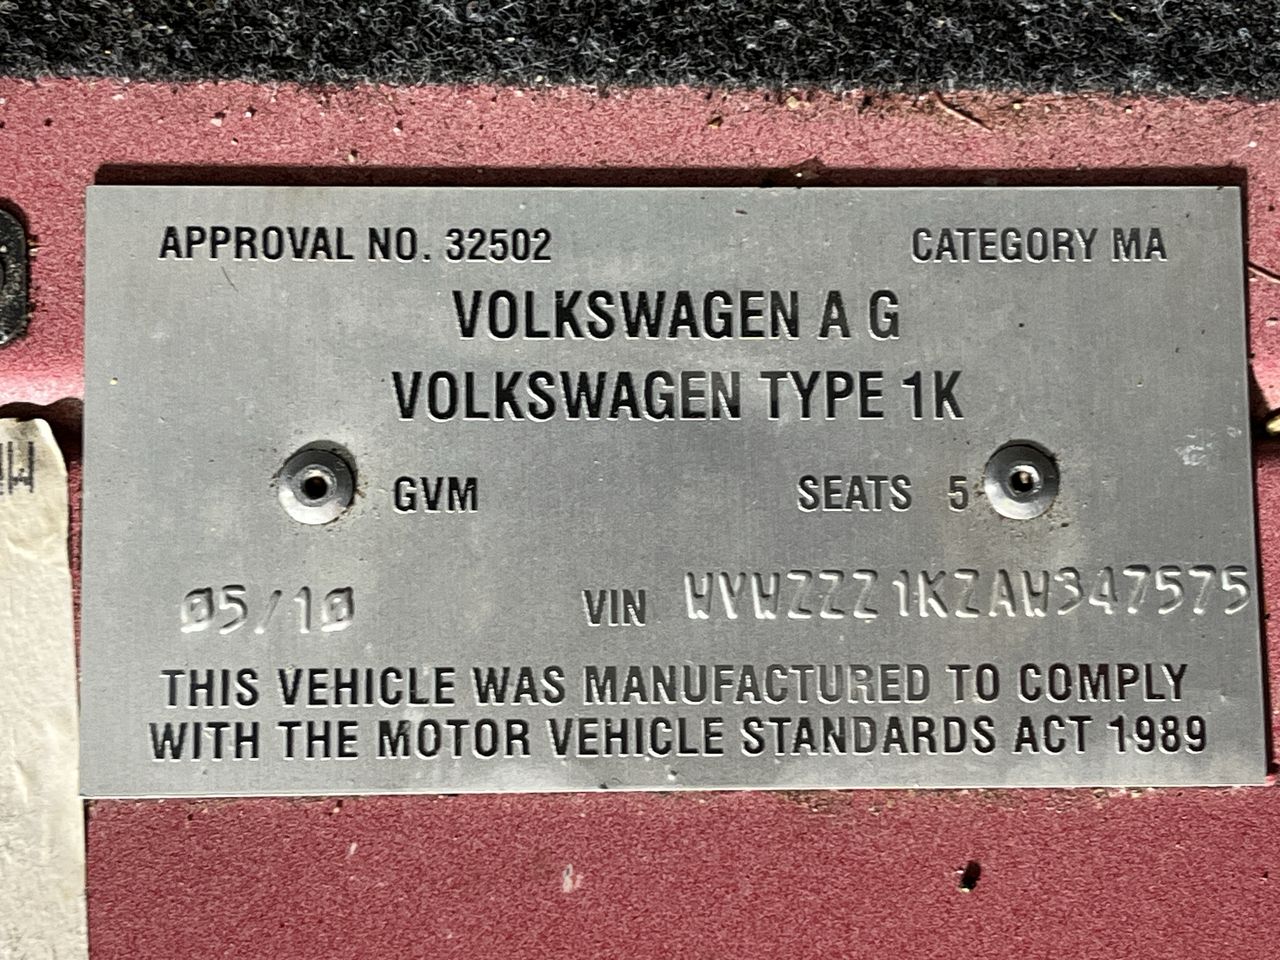 APPROVAL NO. 32502 CATEGORY MA
VOLKSWAGEN A G
VOLKSWAGEN TYPE 1K
GVM SEATS 5
05/10 VIN WVWZZZ1KZAW347575
THIS VEHICLE WAS MANUFACTURED TO COMPLY
WITH THE MOTOR VEHICLE STANDARDS ACT 1989